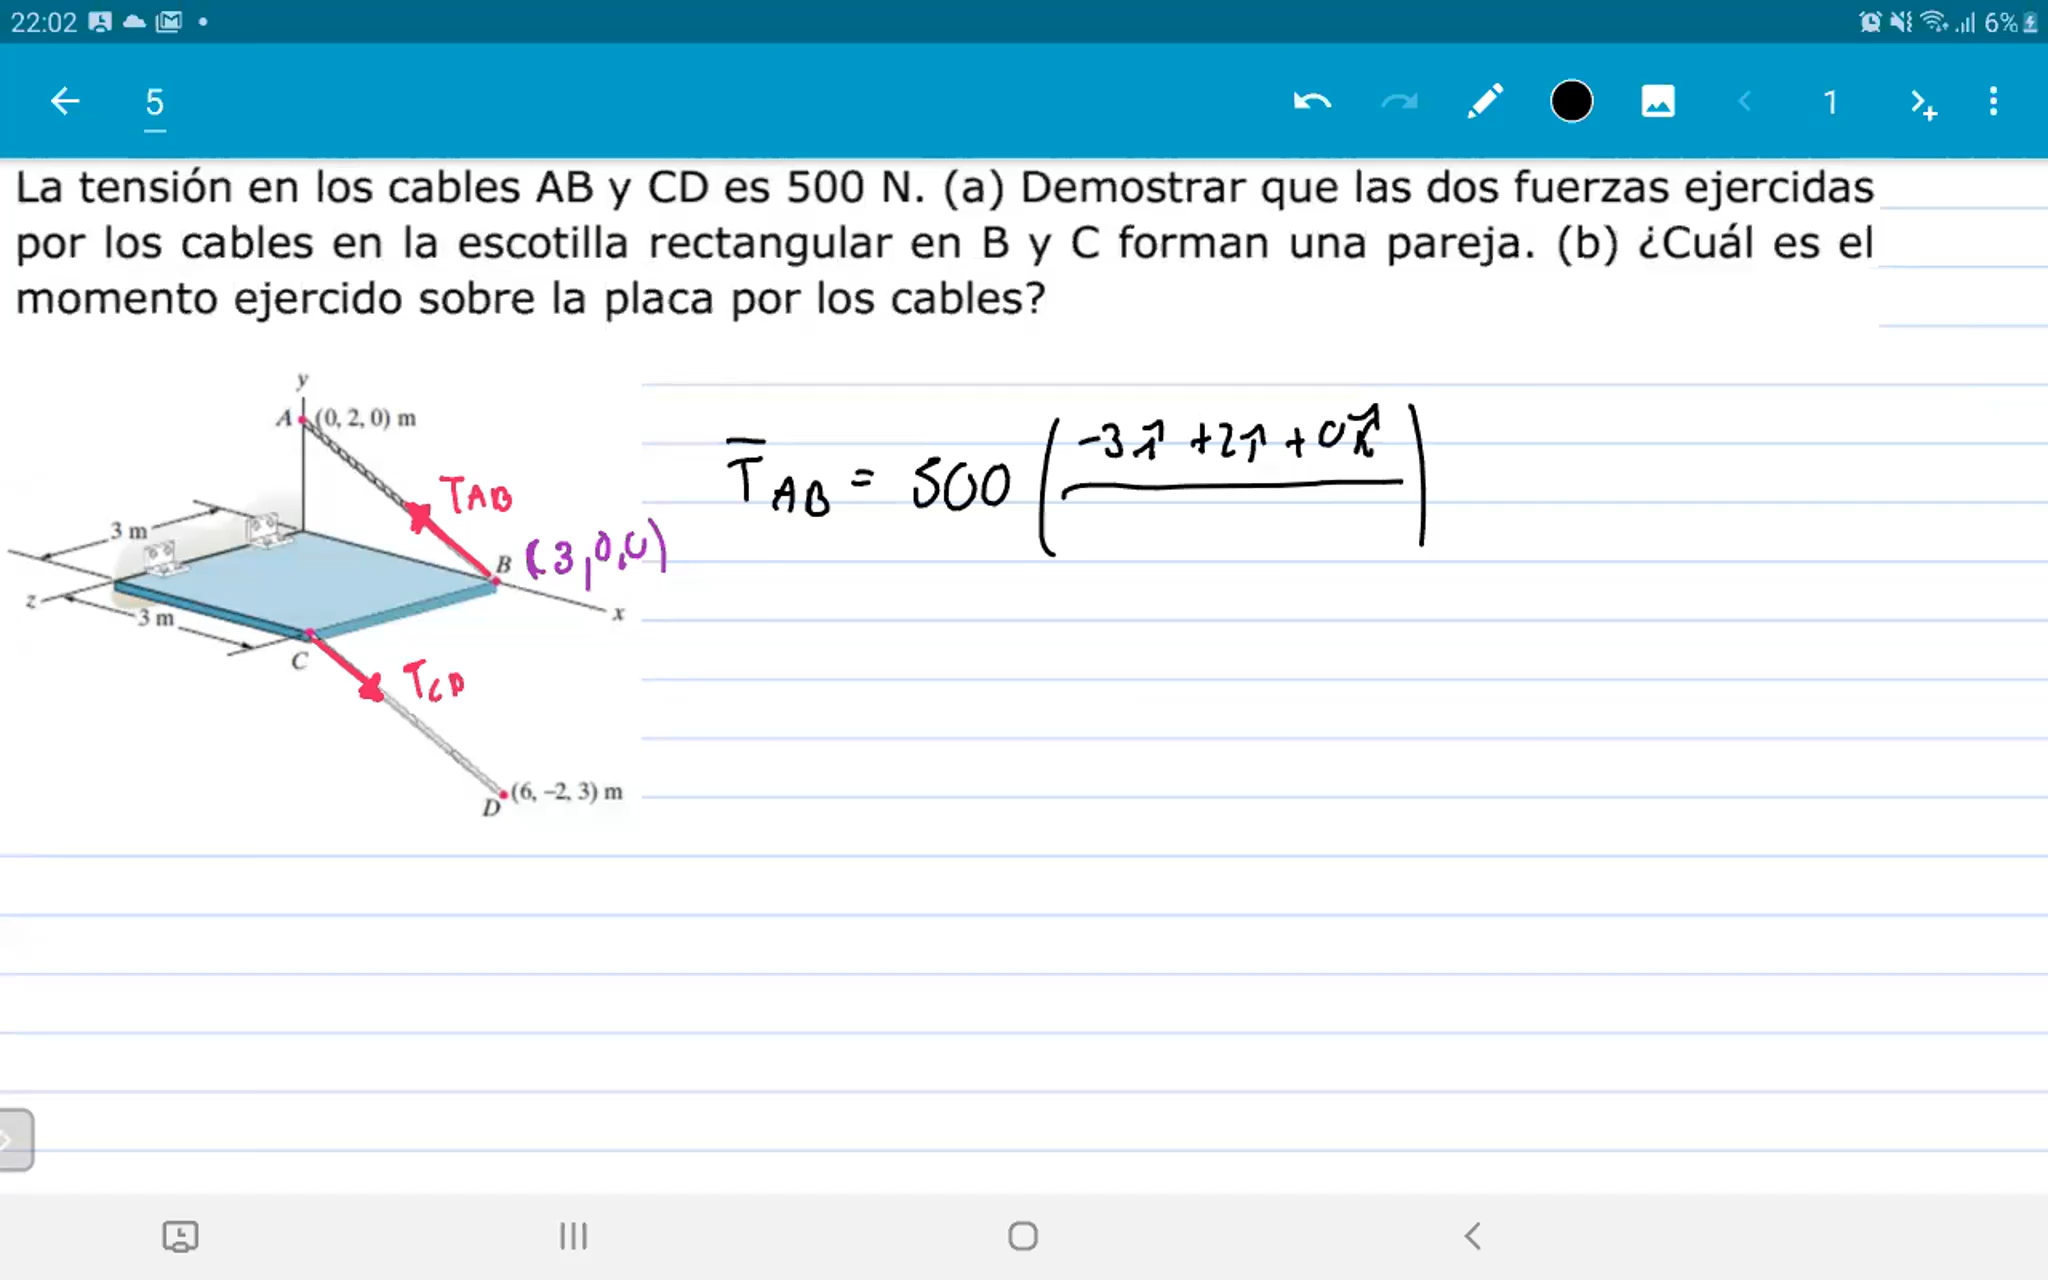 22:02
6%
5
1
La tensión en los cables AB y CD es 500 N. (a) Demostrar que las dos fuerzas ejercidas
por los cables en la escotilla rectangular en B y C forman una pareja. (b) ¿Cuál es el
momento ejercido sobre la placa por los cables?
y
A (0, 2, 0) m
TAB
3 m
B (3,0,0)
z
3 m
x
C
TCD
D (6, –2, 3) m
T̅AB = 500 (-3i + 2j + 0k)